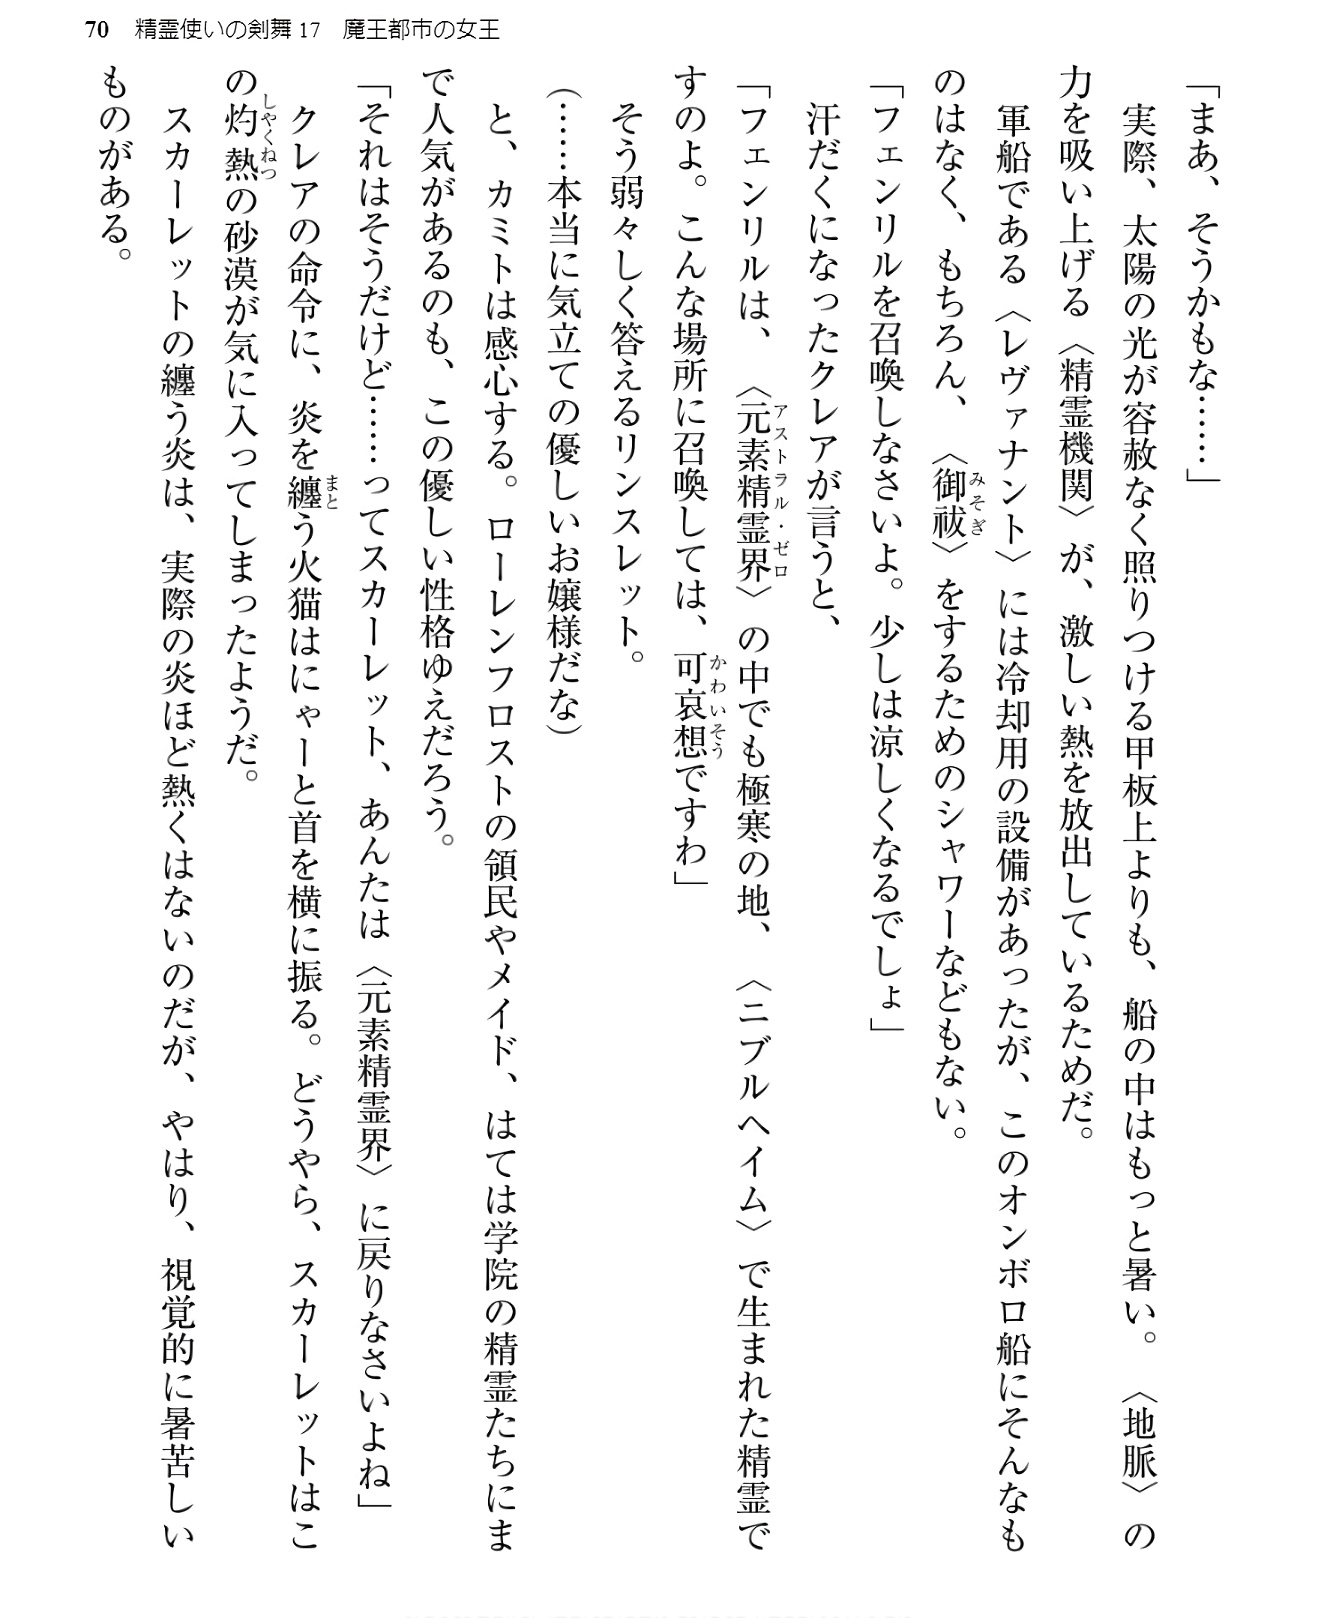 70 精霊使いの剣舞17 魔王都市の女王
「まあ、そうかもな……」
実際、太陽の光が容赦なく照りつける甲板上よりも、船の中はもっと暑い。〈地脈〉の
力を吸い上げる〈精霊機関〉が、激しい熱を放出しているためだ。
軍船である〈レヴァナント〉には冷却用の設備があったが、このオンボロ船にそんなも
のはなく、もちろん、〈御祓〉をするためのシャワーなどもない。
みそぎ
「フェンリルを召喚しなさいよ。少しは涼しくなるでしょ」
汗だくになったクレアが言うと、
「フェンリルは、〈元素精霊界〉の中でも極寒の地、〈ニブルヘイム〉で生まれた精霊で
アストラル・ゼロ
すのよ。こんな場所に召喚しては、可哀想ですわ」
かわいそう
そう弱々しく答えるリンスレット。
(……本当に気立ての優しいお嬢様だな)
と、カミトは感心する。ローレンフロストの領民やメイド、はては学院の精霊たちにま
で人気があるのも、この優しい性格ゆえだろう。
「それはそうだけど……ってスカーレット、あんたは〈元素精霊界〉に戻りなさいよね」
クレアの命令に、炎を纏う火猫はにゃーと首を横に振る。どうやら、スカーレットはこ
まと
の灼熱の砂漠が気に入ってしまったようだ。
しやくねつ
スカーレットの纏う炎は、実際の炎ほど熱くはないのだが、やはり、視覚的に暑苦しい
ものがある。